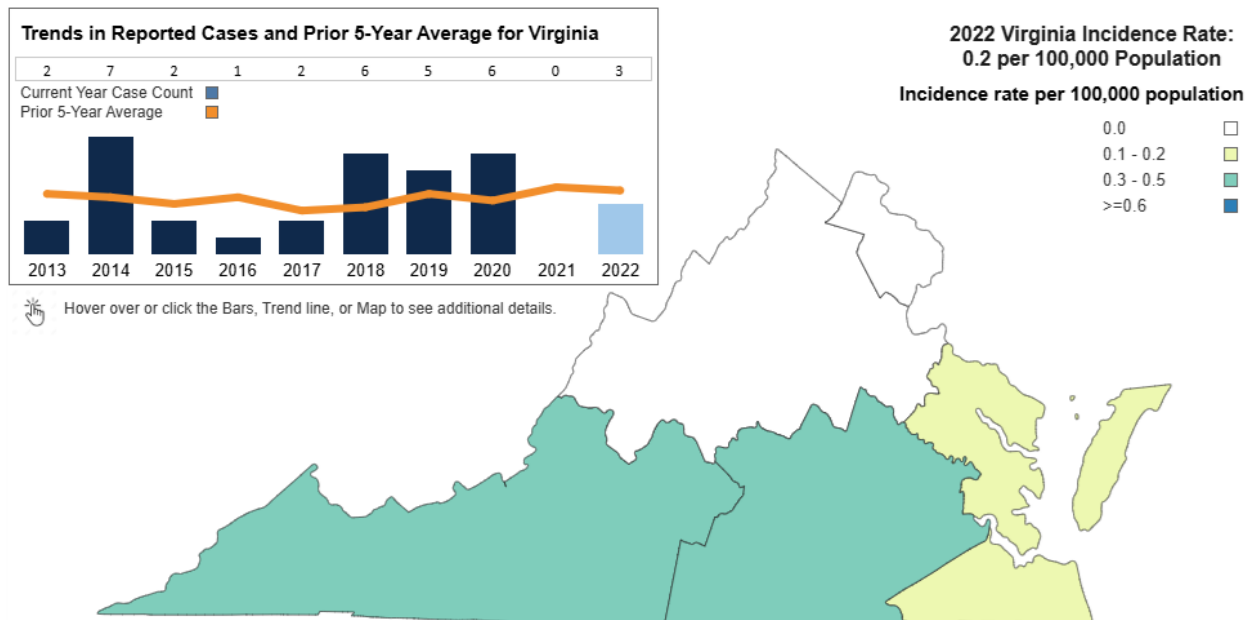 Trends in Reported Cases and Prior 5-Year Average for Virginia
2 7 2 1 2 6 5 6 0 3
Current Year Case Count
Prior 5-Year Average
2013 2014 2015 2016 2017 2018 2019 2020 2021 2022
Hover over or click the Bars, Trend line, or Map to see additional details.
2022 Virginia Incidence Rate:
0.2 per 100,000 Population
Incidence rate per 100,000 population
0.0
0.1 - 0.2
0.3 - 0.5
>=0.6